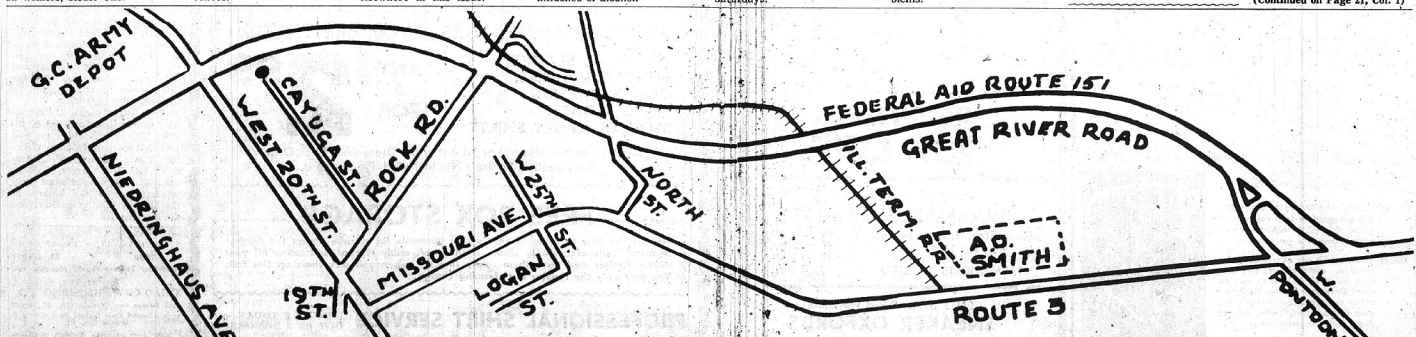 (Continued on Page 21, Col. 1)
G.C. ARMY
DEPOT
CAYUGA ST.
WEST 20TH ST.
ROCK RD.
NIEDRINGHAUS AVE
19TH
ST.
MISSOURI AVE.
W 25TH
ST.
LOGAN
ST.
NORTH
ST.
FEDERAL AID ROUTE 151
GREAT RIVER ROAD
ILL. TERM. R.R.
A.O.
SMITH
ROUTE 3
W.
PONTOON